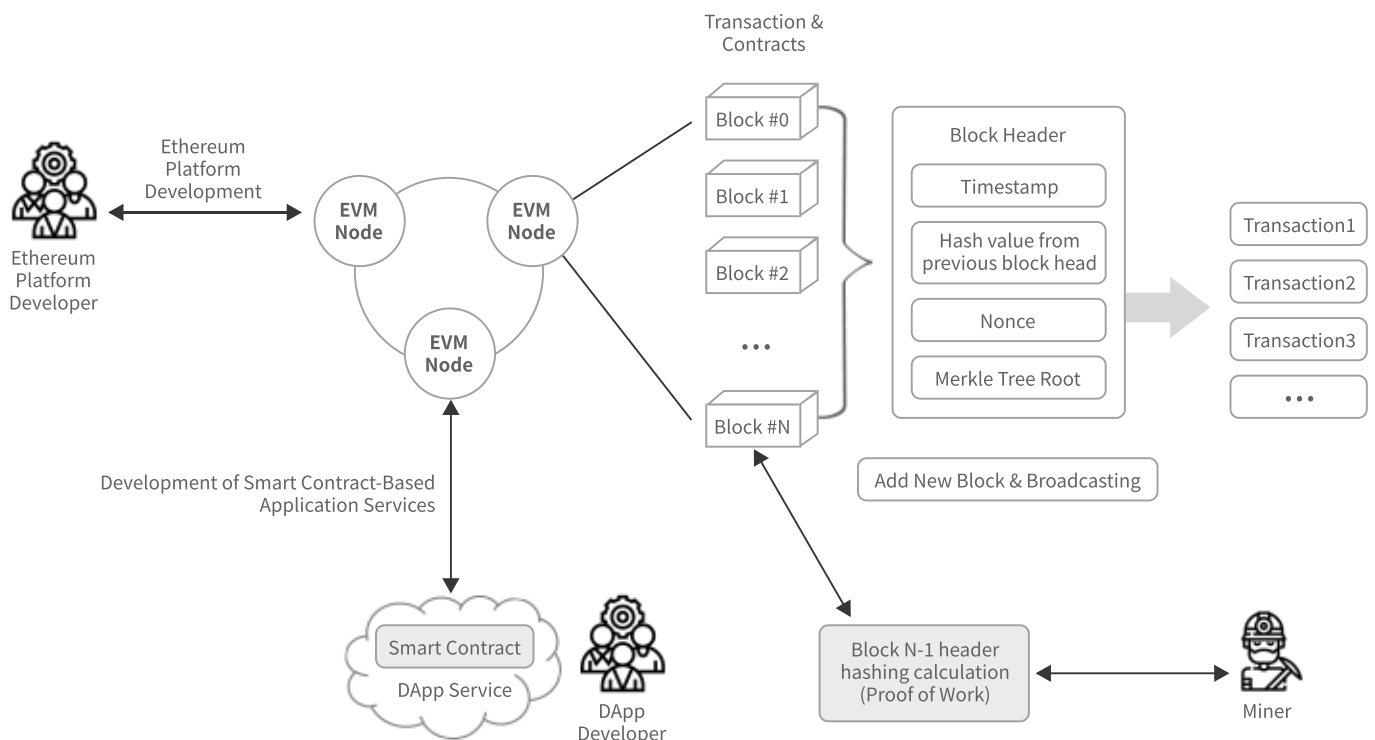 Transaction &
Contracts
Block #0
Block #1
Block #2
...
Block #N
Block Header
Timestamp
Hash value from
previous block head
Nonce
Merkle Tree Root
Transaction1
Transaction2
Transaction3
...
Ethereum
Platform
Development
Ethereum
Platform
Developer
EVM
Node
EVM
Node
EVM
Node
Development of Smart Contract-Based
Application Services
Add New Block & Broadcasting
Smart Contract
DApp Service
DApp
Developer
Block N-1 header
hashing calculation
(Proof of Work)
Miner